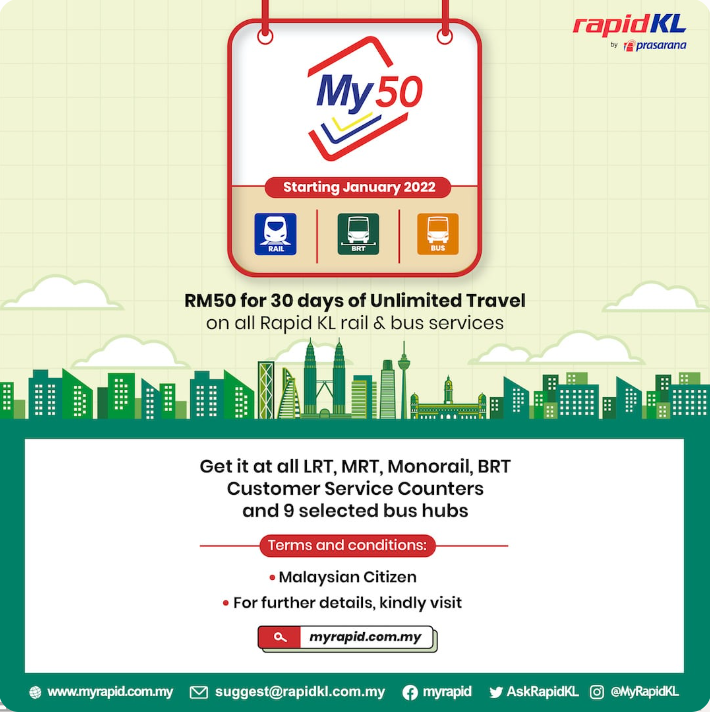 rapidKL
by prasarana
My50
Starting January 2022
RAIL
BRT
BUS
RM50 for 30 days of Unlimited Travel
on all Rapid KL rail & bus services
Get it at all LRT, MRT, Monorail, BRT
Customer Service Counters
and 9 selected bus hubs
Terms and conditions:
• Malaysian Citizen
• For further details, kindly visit
myrapid.com.my
www.myrapid.com.my suggest@rapidkl.com.my myrapid AskRapidKL @MyRapidKL